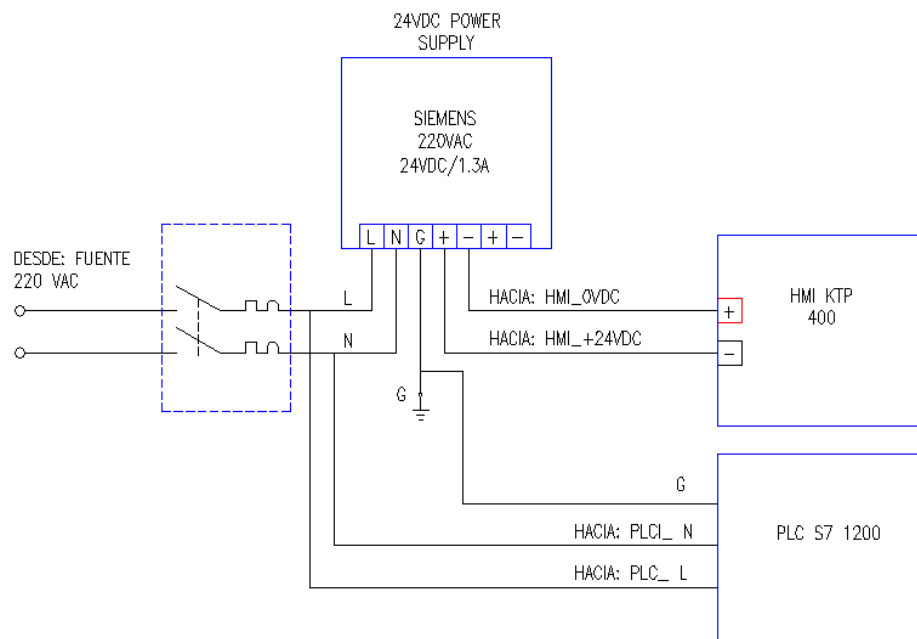 24VDC POWER
SUPPLY
SIEMENS
220VAC
24VDC/1.3A
L N G + - + -
DESDE: FUENTE
220 VAC
L
N
G
HACIA: HMI_0VDC
HACIA: HMI_+24VDC
+
-
HMI KTP
400
G
HACIA: PLCI_ N
HACIA: PLC_ L
PLC S7 1200